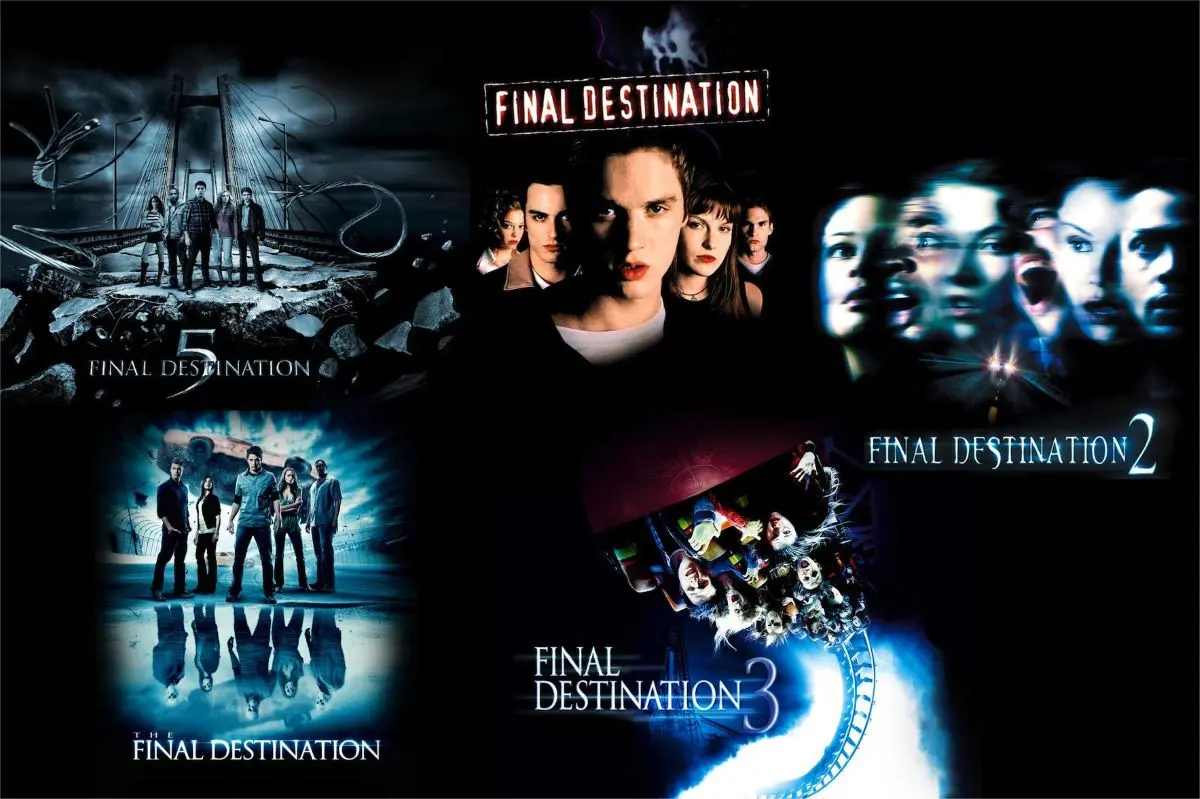 FINAL DESTINATION
5
FINAL DESTINATION
FINAL DESTINATION 2
THE
FINAL DESTINATION
FINAL
DESTINATION 3